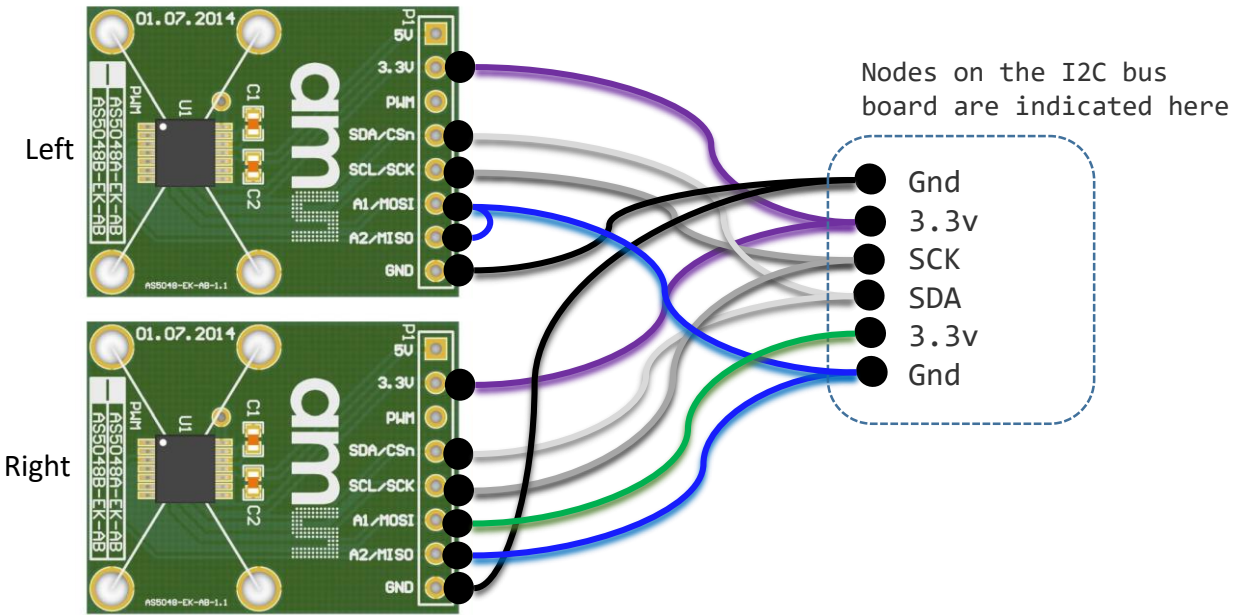 Left
01.07.2014
P1
5V
3.3V
PWM
SDA/CSn
SCL/SCK
A1/MOSI
A2/MISO
GND
PWM
U1
C1
C2
AS5048A-EK-AB
AS5048B-EK-AB
ams
AS5048-EK-AB-1.1
Right
01.07.2014
P1
5V
3.3V
PWM
SDA/CSn
SCL/SCK
A1/MOSI
A2/MISO
GND
PWM
U1
C1
C2
AS5048A-EK-AB
AS5048B-EK-AB
ams
AS5048-EK-AB-1.1
Nodes on the I2C bus
board are indicated here
Gnd
3.3v
SCK
SDA
3.3v
Gnd